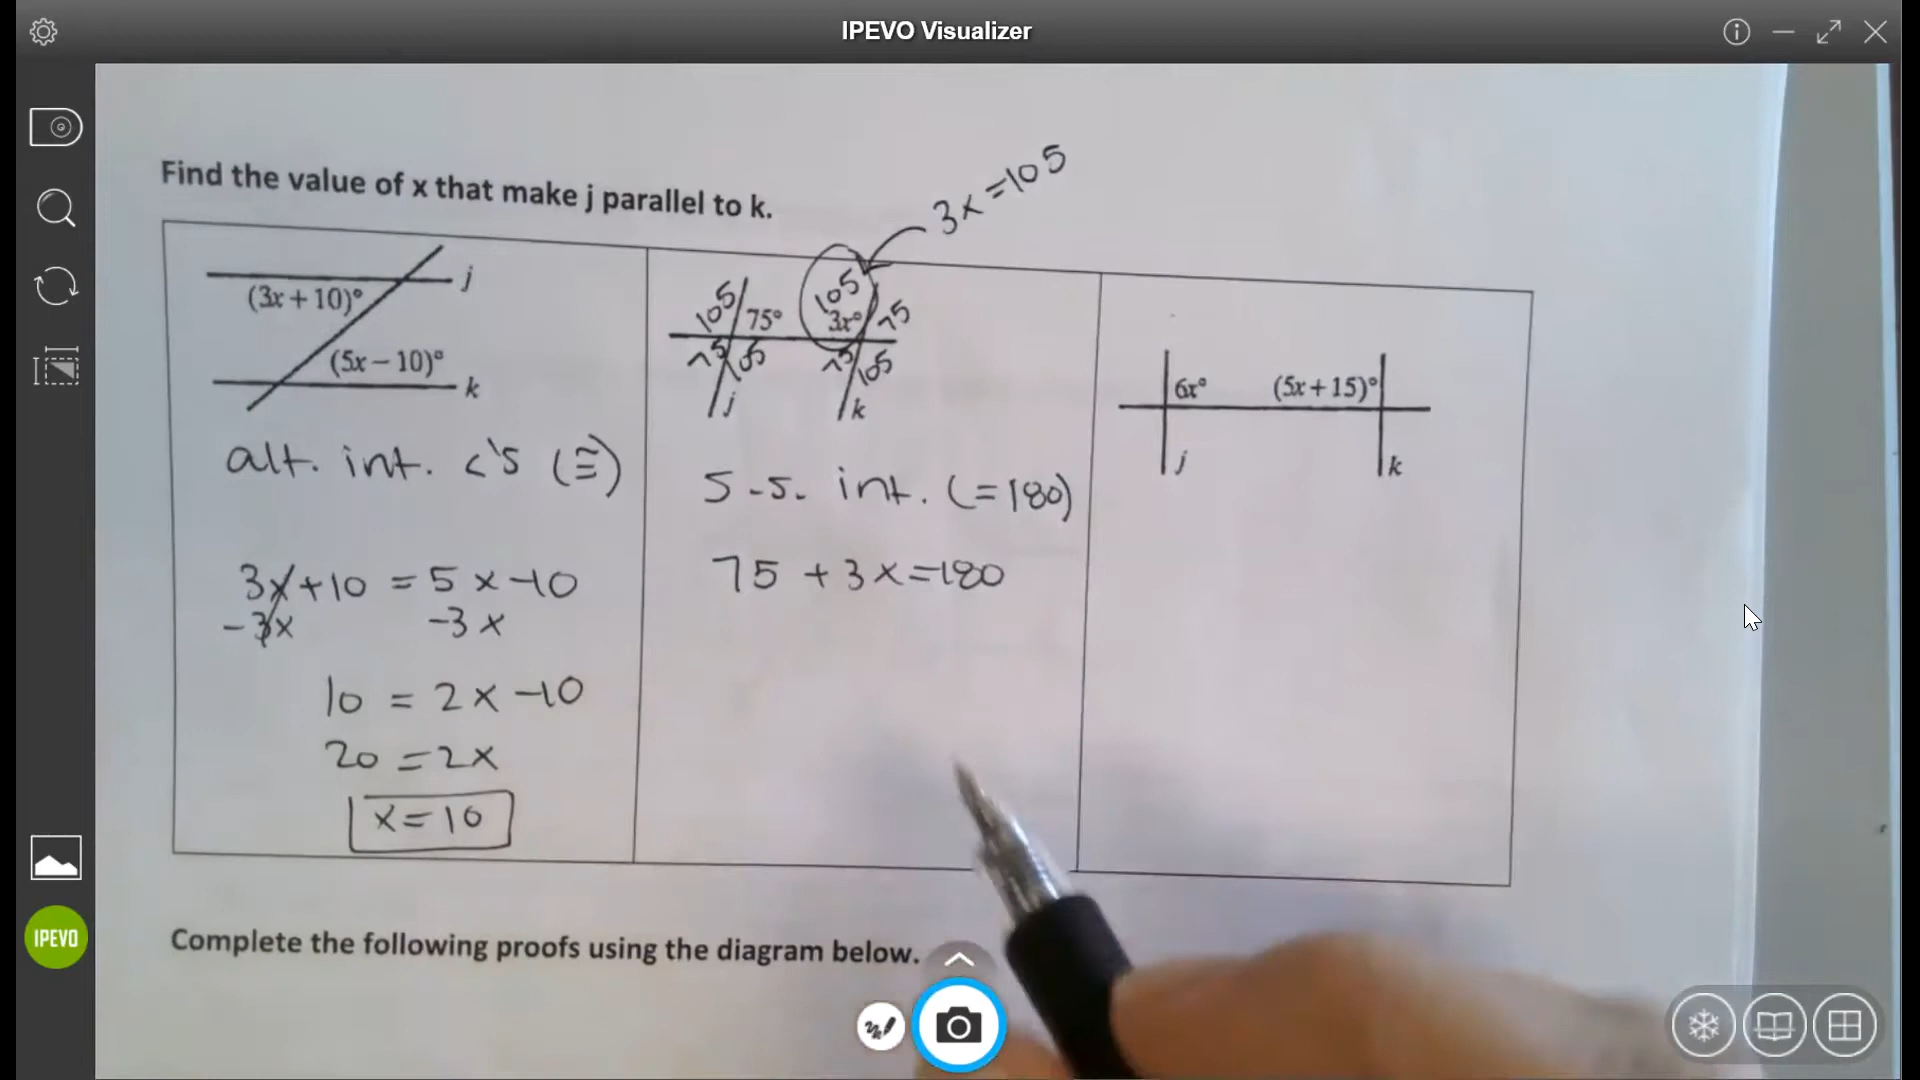 IPEVO Visualizer
Find the value of x that make j parallel to k.
3x=105
(3x + 10)°
j
(5x – 10)°
k
alt. int. <'s (≅)
3x+10 = 5x-10
-3x -3x
10 = 2x-10
20 = 2x
x=10
105
75°
105
3x°
75
75
105
75
105
j
k
s-s. int. (=180)
75 + 3x=180
6x°
(5x + 15)°
j
k
Complete the following proofs using the diagram below.
IPEVO